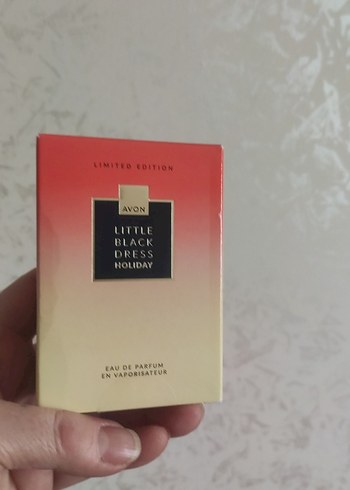 LIMITED EDITION
AVON
LITTLE
BLACK
DRESS
HOLIDAY
EAU DE PARFUM
EN VAPORISATEUR